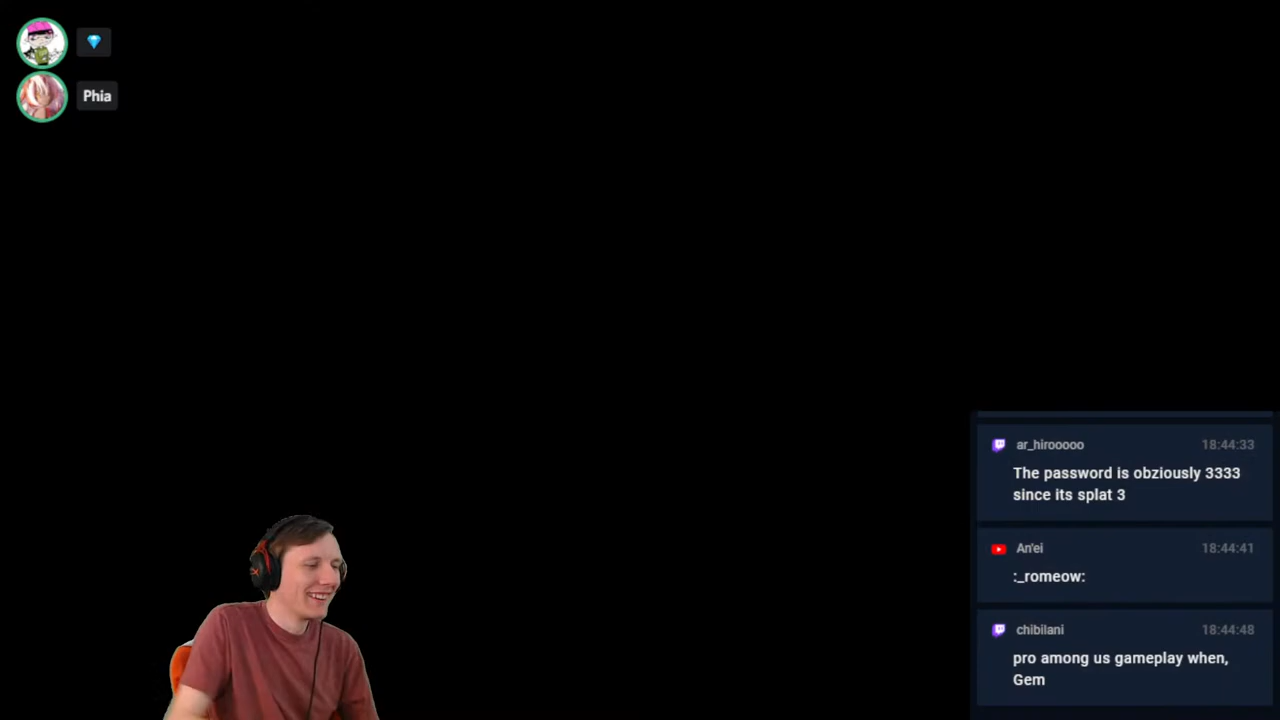 Phia
ar_hirooooo 18:44:33
The password is obziously 3333
since its splat 3
An'ei 18:44:41
:_romeow:
chibilani 18:44:48
pro among us gameplay when,
Gem